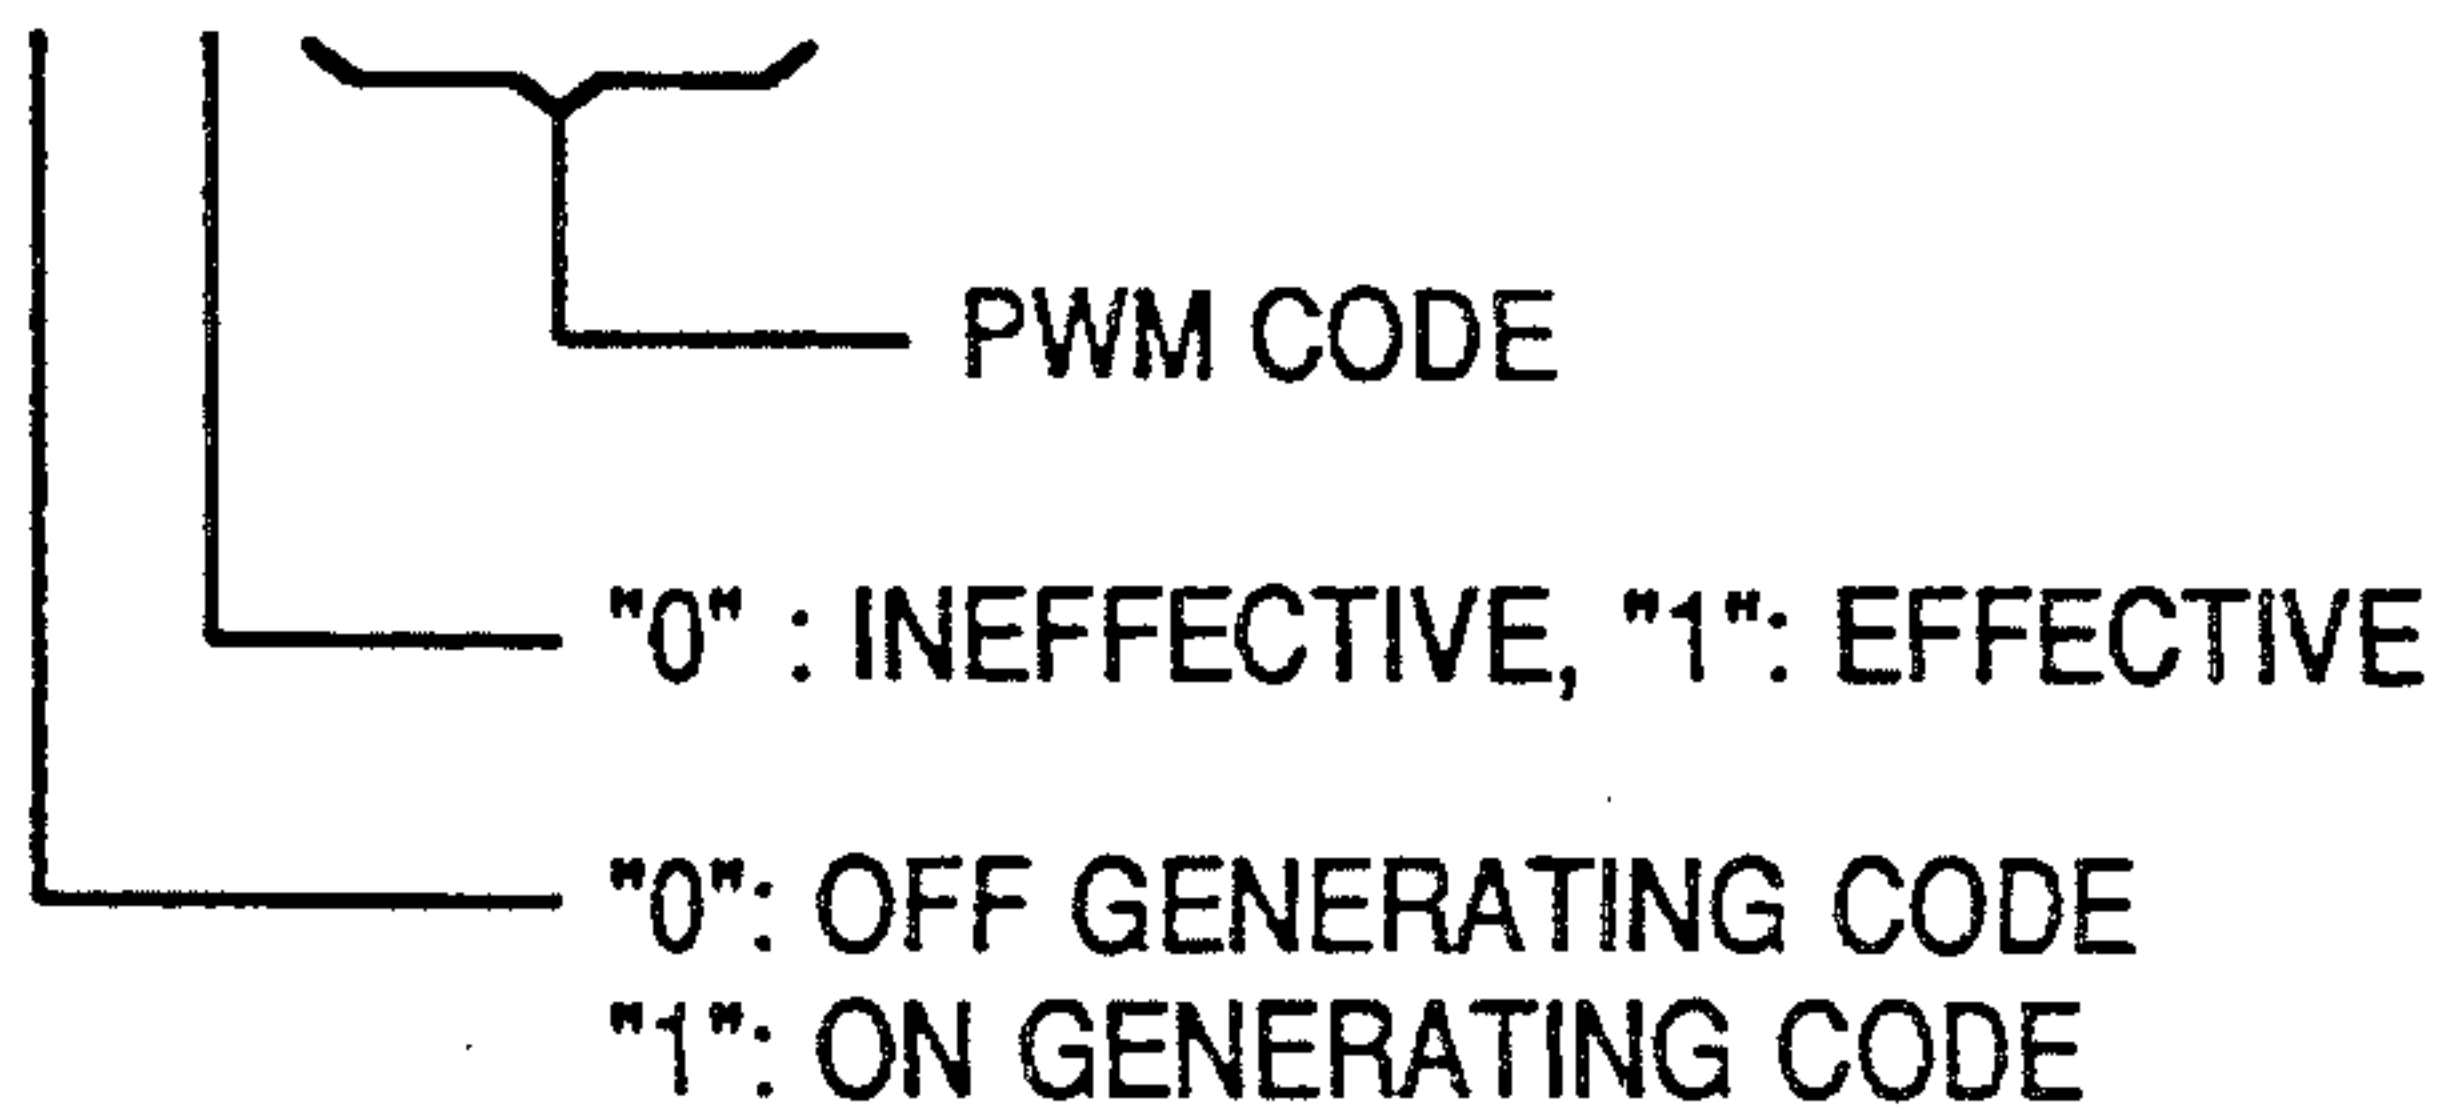 PWM CODE
"0" : INEFFECTIVE, "1": EFFECTIVE
"0": OFF GENERATING CODE
"1": ON GENERATING CODE